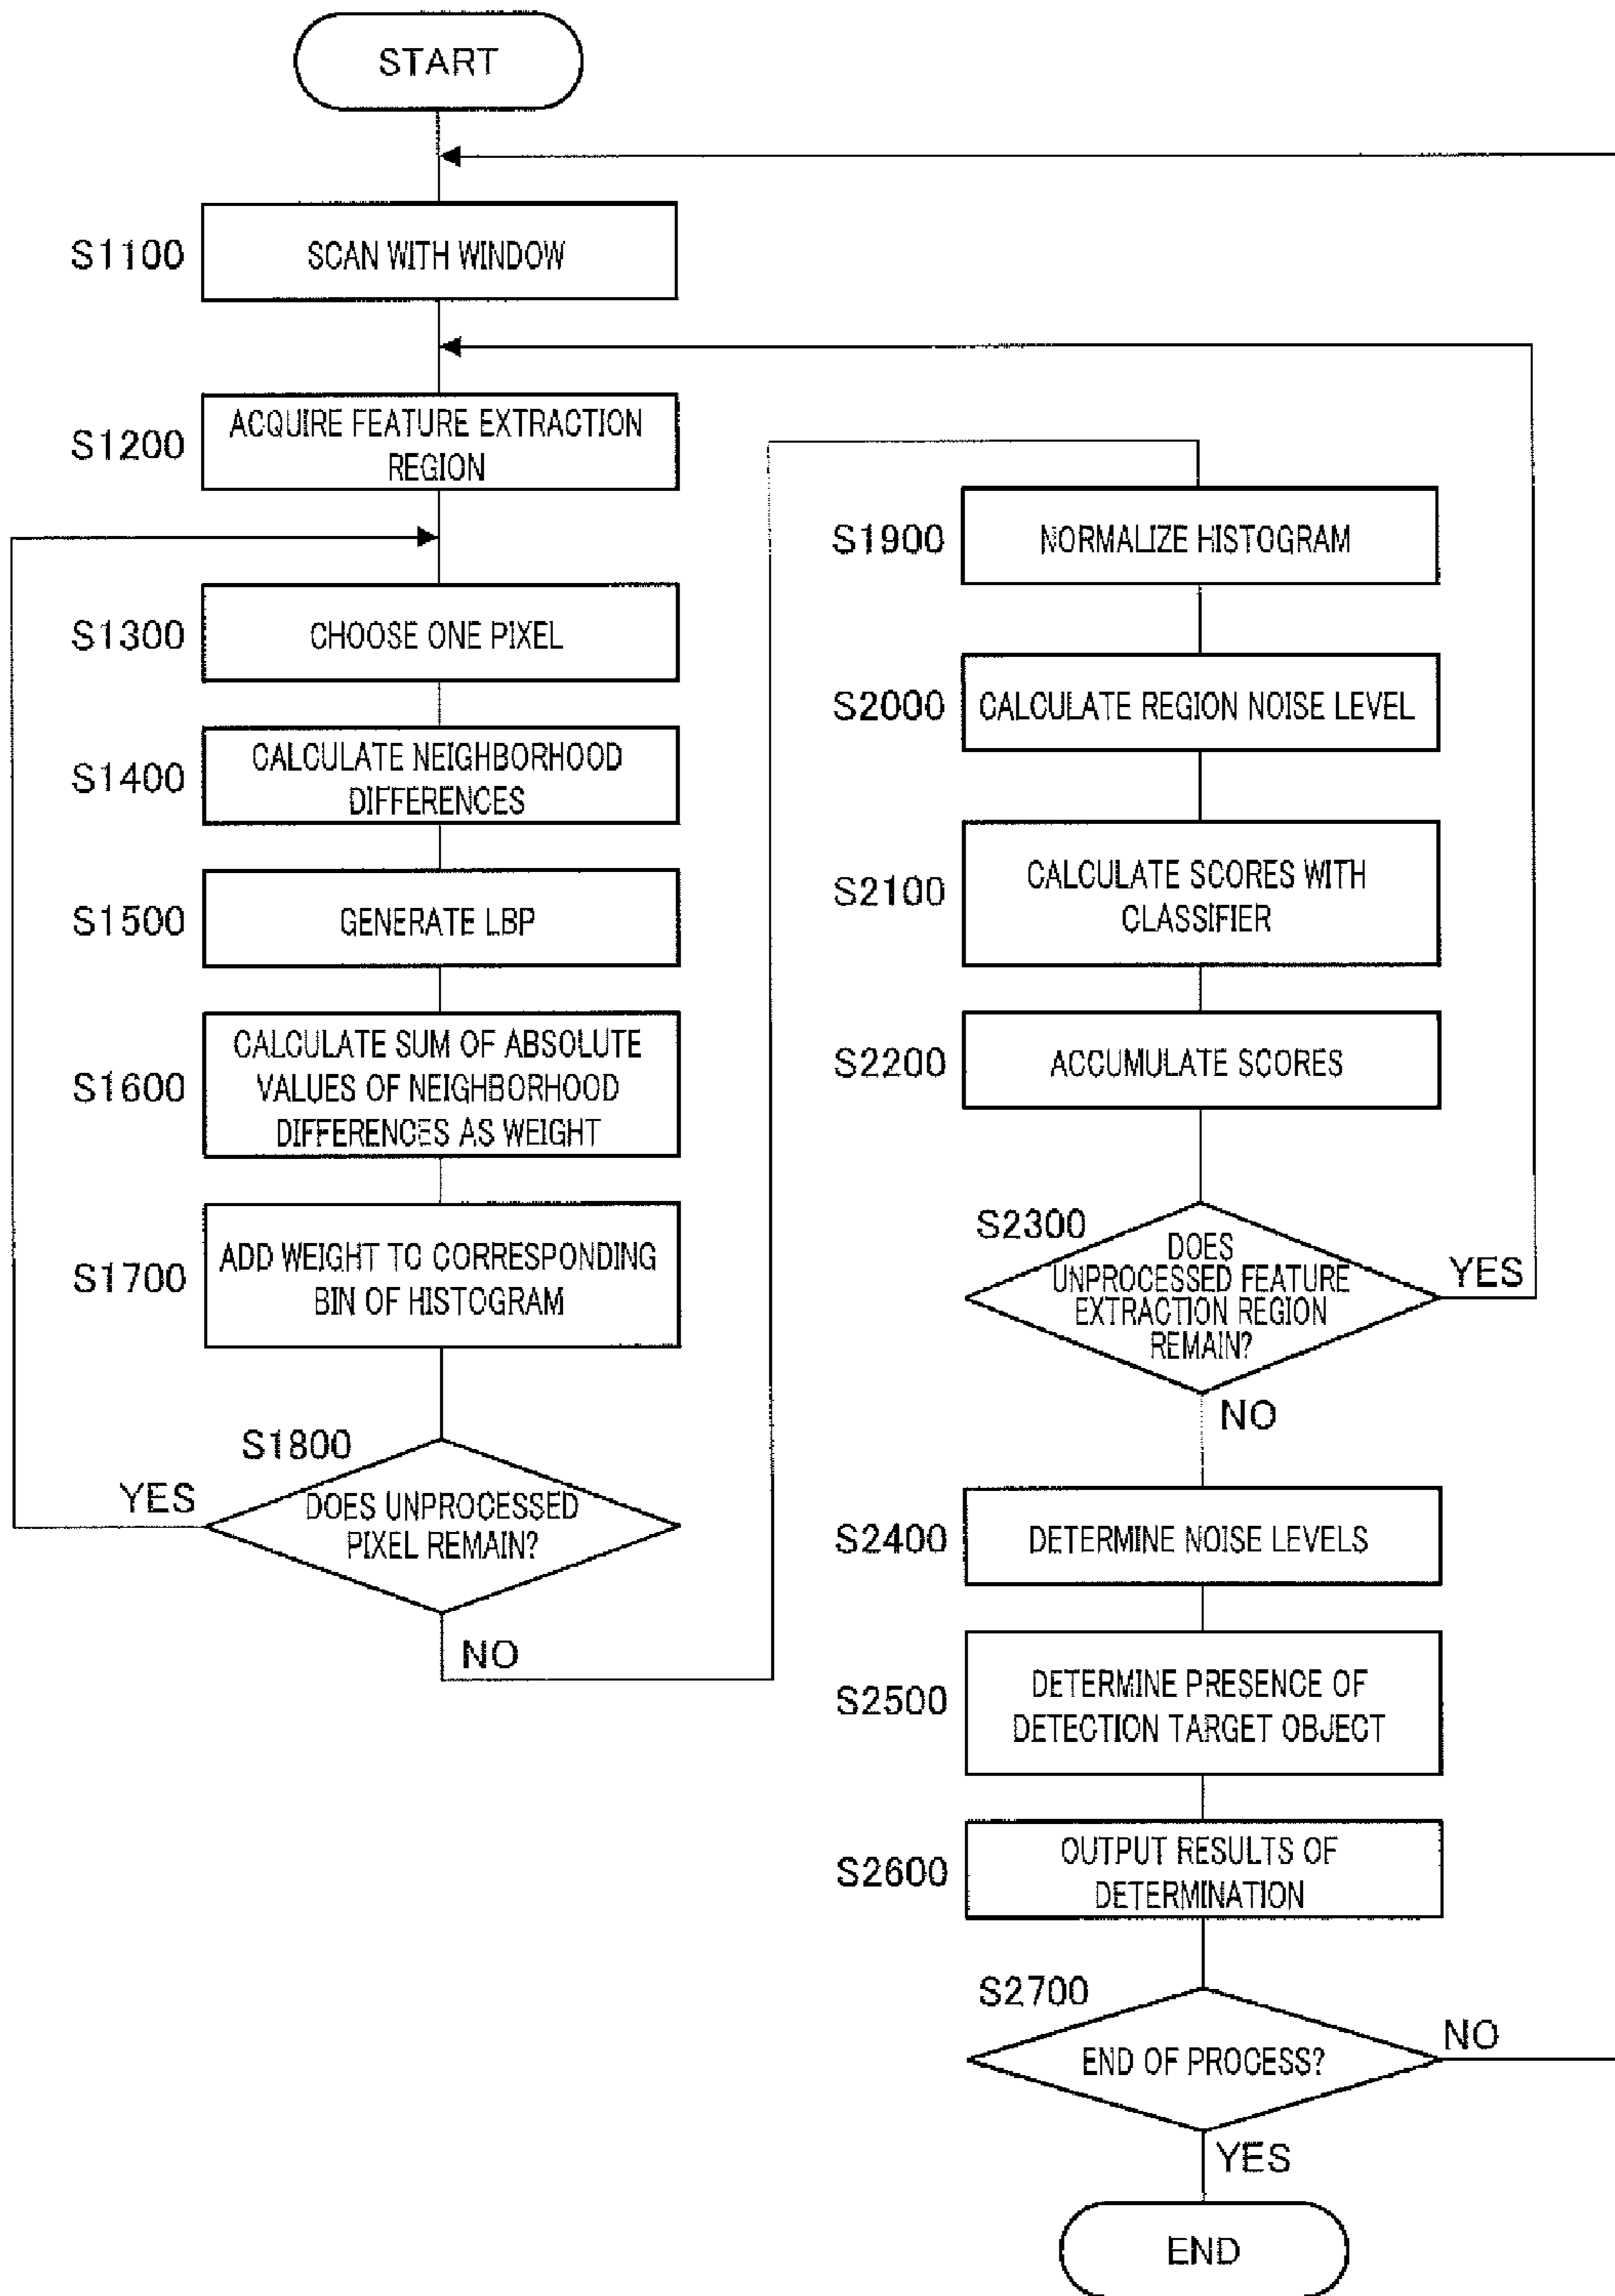 START
S1100
SCAN WITH WINDOW
S1200
ACQUIRE FEATURE EXTRACTION
REGION
S1300
CHOOSE ONE PIXEL
S1400
CALCULATE NEIGHBORHOOD
DIFFERENCES
S1500
GENERATE LBP
S1600
CALCULATE SUM OF ABSOLUTE
VALUES OF NEIGHBORHOOD
DIFFERENCES AS WEIGHT
S1700
ADD WEIGHT TO CORRESPONDING
BIN OF HISTOGRAM
S1800
YES
DOES UNPROCESSED
PIXEL REMAIN?
NO
S1900
NORMALIZE HISTOGRAM
S2000
CALCULATE REGION NOISE LEVEL
S2100
CALCULATE SCORES WITH
CLASSIFIER
S2200
ACCUMULATE SCORES
S2300
DOES
UNPROCESSED FEATURE
EXTRACTION REGION
REMAIN?
YES
NO
S2400
DETERMINE NOISE LEVELS
S2500
DETERMINE PRESENCE OF
DETECTION TARGET OBJECT
S2600
OUTPUT RESULTS OF
DETERMINATION
S2700
END OF PROCESS?
NO
YES
END